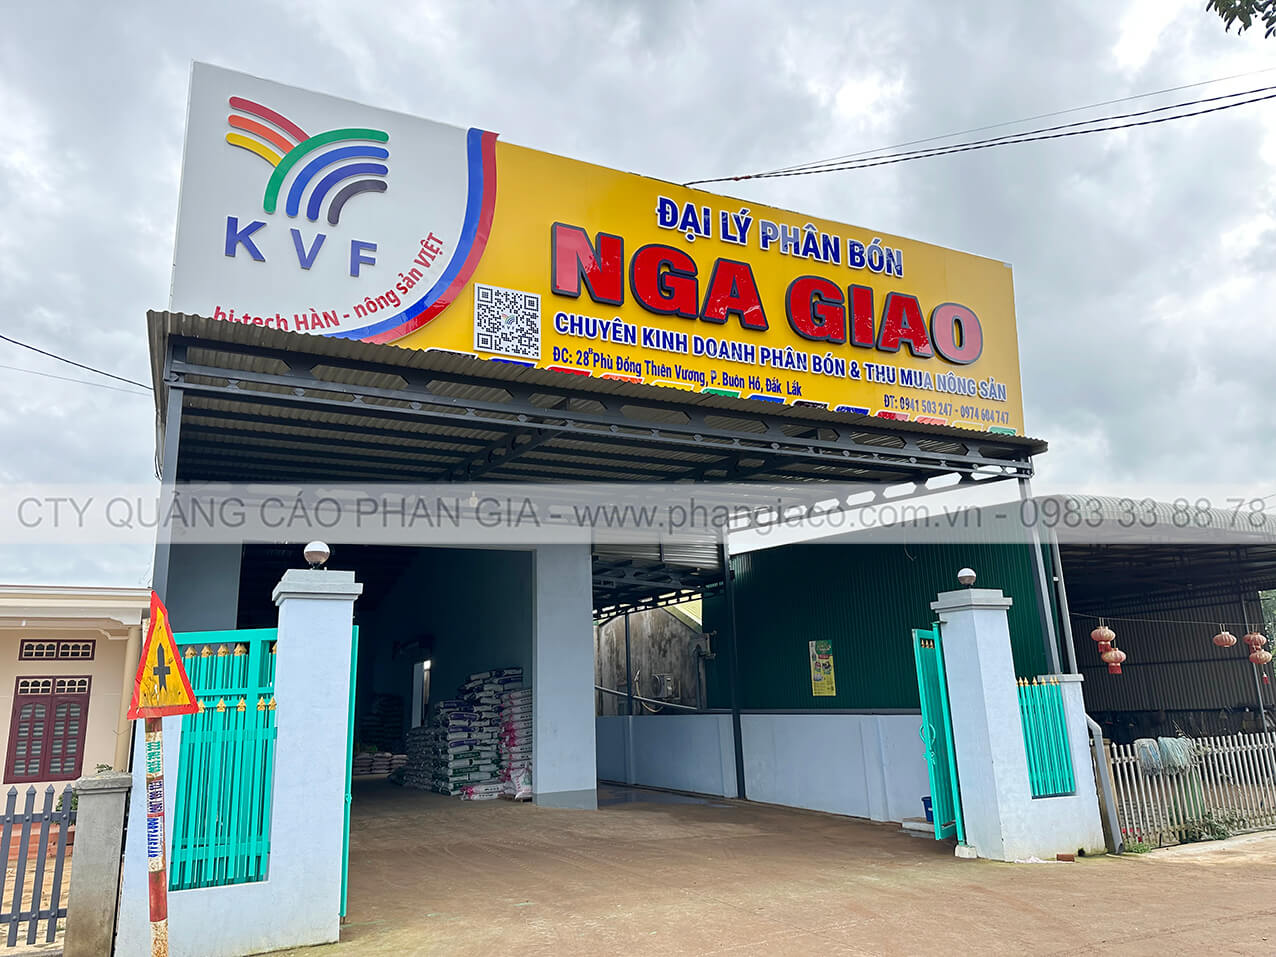 KVF
hi-tech HÀN - nông sản VIỆT
ĐẠI LÝ PHÂN BÓN
NGA GIAO
CHUYÊN KINH DOANH PHÂN BÓN & THU MUA NÔNG SẢN
ĐC: 28 Phù Đổng Thiên Vương, P. Buôn Hồ, Đắk Lắk
ĐT: 0941 503 247 - 0974 604 747
CTY QUẢNG CÁO PHAN GIA - www.phangiaco.com.vn - 0983 33 88 78